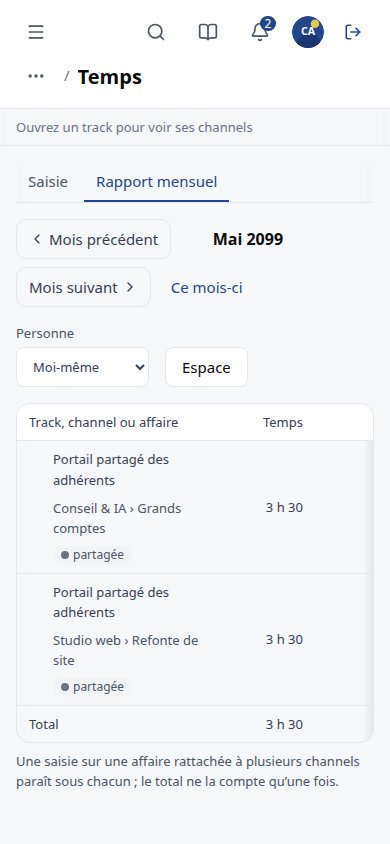 2
CA
/ Temps
Ouvrez un track pour voir ses channels
Saisie Rapport mensuel
Mois précédent Mai 2099
Mois suivant Ce mois-ci
Personne
Moi-même Espace
Track, channel ou affaire Temps
Portail partagé des
adhérents
Conseil & IA › Grands
comptes
partagée
3 h 30
Portail partagé des
adhérents
Studio web › Refonte de
site
partagée
3 h 30
Total 3 h 30
Une saisie sur une affaire rattachée à plusieurs channels
paraît sous chacun ; le total ne la compte qu’une fois.